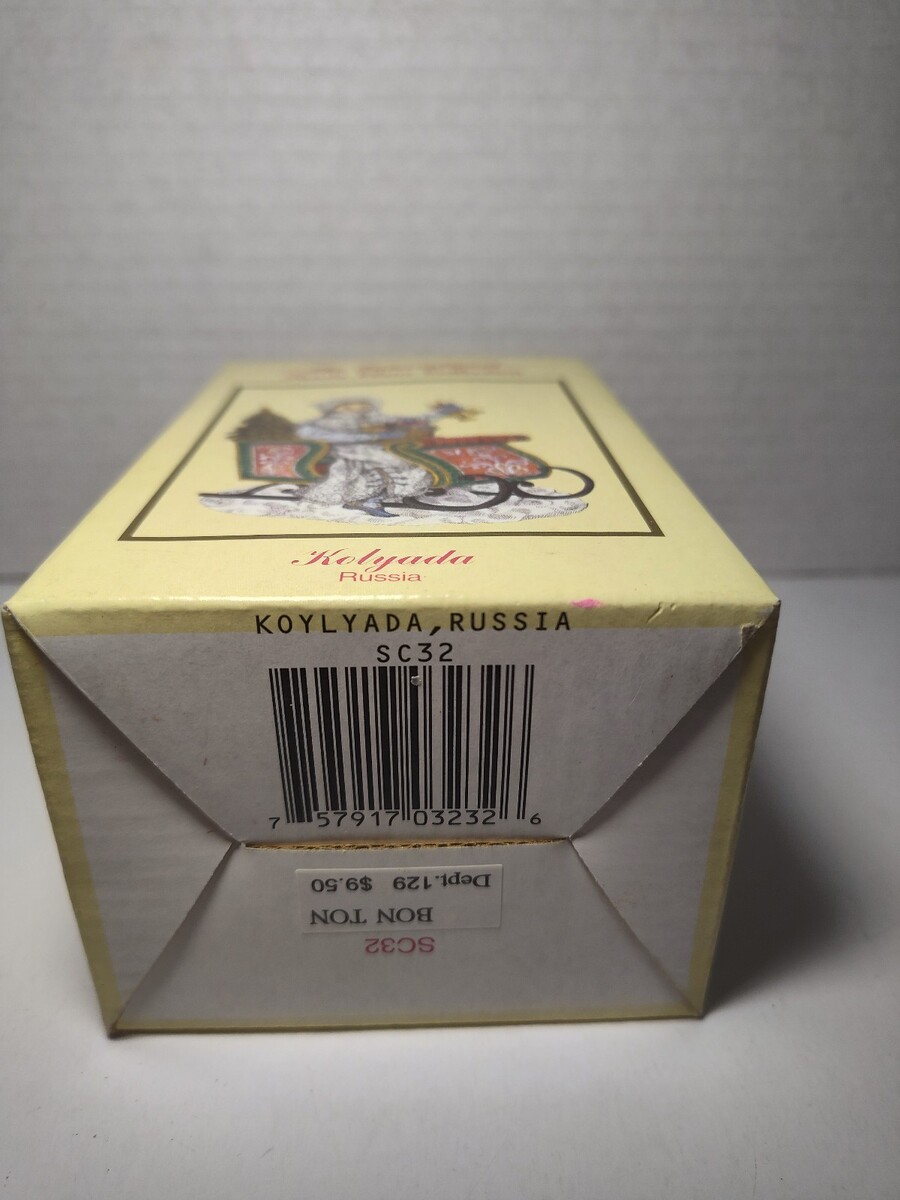 Kolyada
Russia
KOYLYADA,RUSSIA
SC32
7 57917 03232 6
SC32
BON TON
Dept.129 $9.50